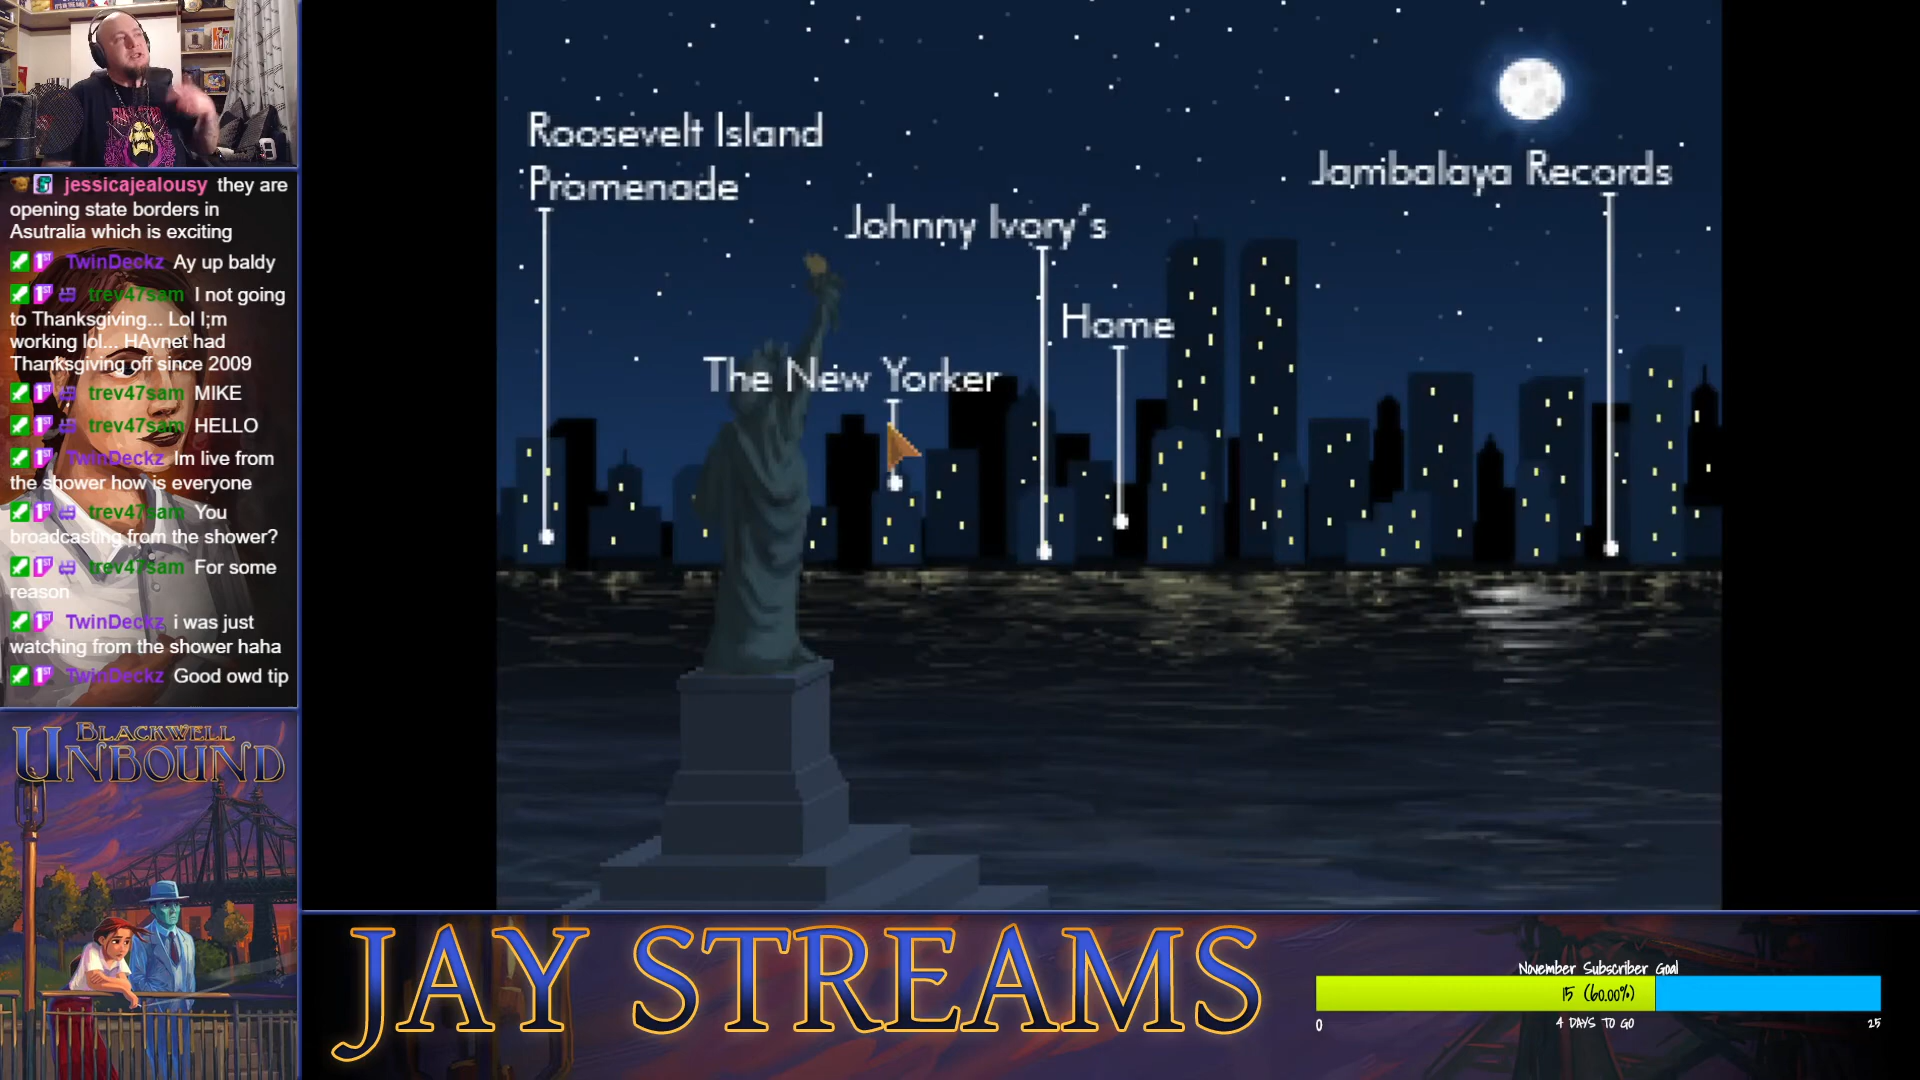 jessicajealousy they are
opening state borders in
Asutralia which is exciting
TwinDeckz Ay up baldy
trev47sam I not going
to Thanksgiving... Lol I;m
working lol... HAvnet had
Thanksgiving off since 2009
trev47sam MIKE
trev47sam HELLO
TwinDeckz Im live from
the shower how is everyone
trev47sam You
broadcasting from the shower?
trev47sam For some
reason
TwinDeckz i was just
watching from the shower haha
TwinDeckz Good owd tip
BLACKWELL
UNBOUND
Roosevelt Island
Promenade
Johnny Ivory's
Jambalaya Records
Home
The New Yorker
JAY STREAMS
November Subscriber Goal
15 (60.00%)
0
4 DAYS TO GO
25